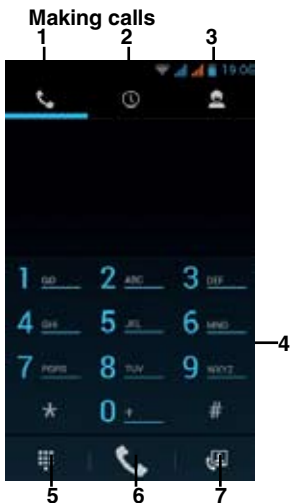 Making calls
1 2 3
19:06
1 2 ABC 3 DEF
4 GHI 5 JKL 6 MNO
4
7 PQRS 8 TUV 9 WXYZ
* 0 + #
5 6 7